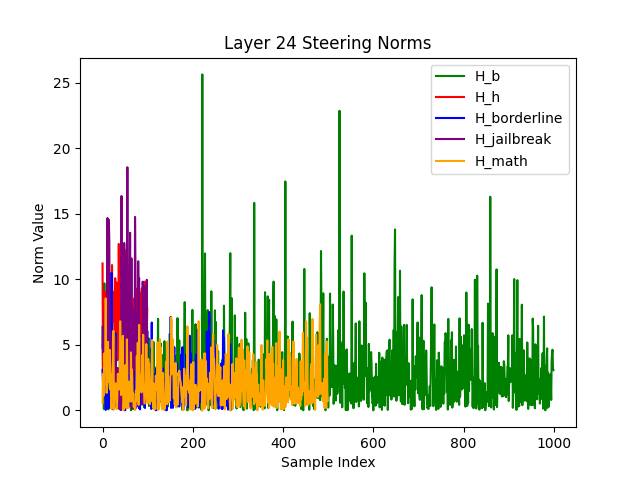 Layer 24 Steering Norms
25
20
15
10
5
0
Norm Value
H_b
H_h
H_borderline
H_jailbreak
H_math
0
200
400
600
800
1000
Sample Index